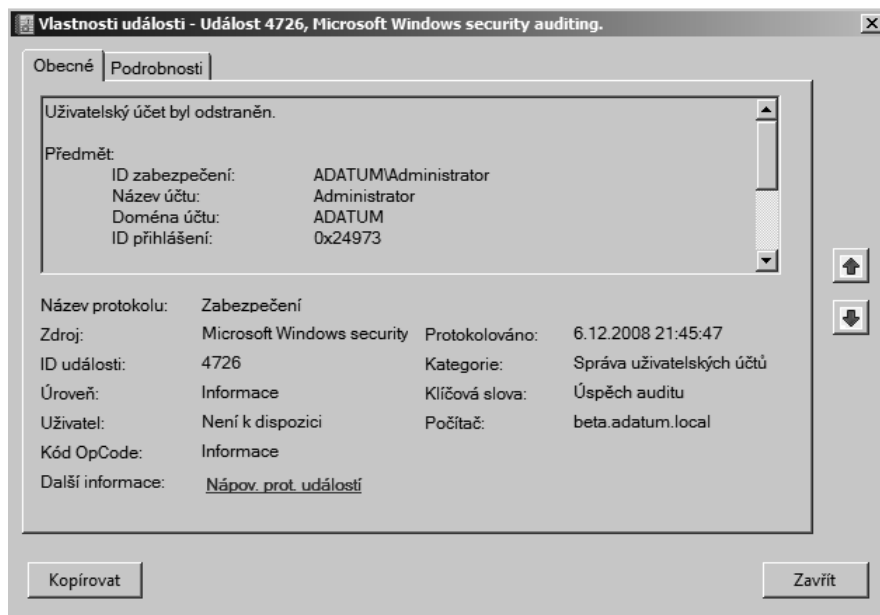 Vlastnosti události - Událost 4726, Microsoft Windows security auditing.
Obecné Podrobnosti
Uživatelský účet byl odstraněn.
Předmět:
ID zabezpečení: ADATUM\Administrator
Název účtu: Administrator
Doména účtu: ADATUM
ID přihlášení: 0x24973
Název protokolu: Zabezpečení
Zdroj: Microsoft Windows security Protokolováno: 6.12.2008 21:45:47
ID události: 4726 Kategorie: Správa uživatelských účtů
Úroveň: Informace Klíčová slova: Úspěch auditu
Uživatel: Není k dispozici Počítač: beta.adatum.local
Kód OpCode: Informace
Další informace: Nápov. prot. událostí
Kopírovat Zavřít